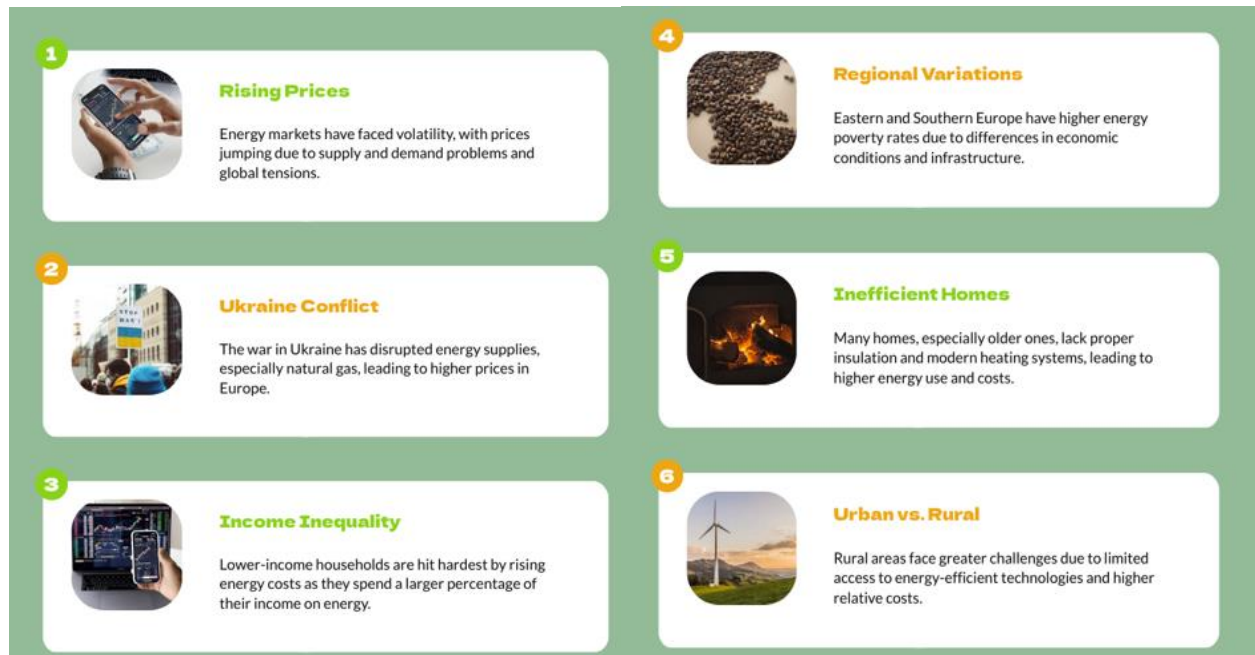 1
Rising Prices
Energy markets have faced volatility, with prices
jumping due to supply and demand problems and
global tensions.
2
STOP
WAR!
Ukraine Conflict
The war in Ukraine has disrupted energy supplies,
especially natural gas, leading to higher prices in
Europe.
3
Income Inequality
Lower-income households are hit hardest by rising
energy costs as they spend a larger percentage of
their income on energy.
4
Regional Variations
Eastern and Southern Europe have higher energy
poverty rates due to differences in economic
conditions and infrastructure.
5
Inefficient Homes
Many homes, especially older ones, lack proper
insulation and modern heating systems, leading to
higher energy use and costs.
6
Urban vs. Rural
Rural areas face greater challenges due to limited
access to energy-efficient technologies and higher
relative costs.